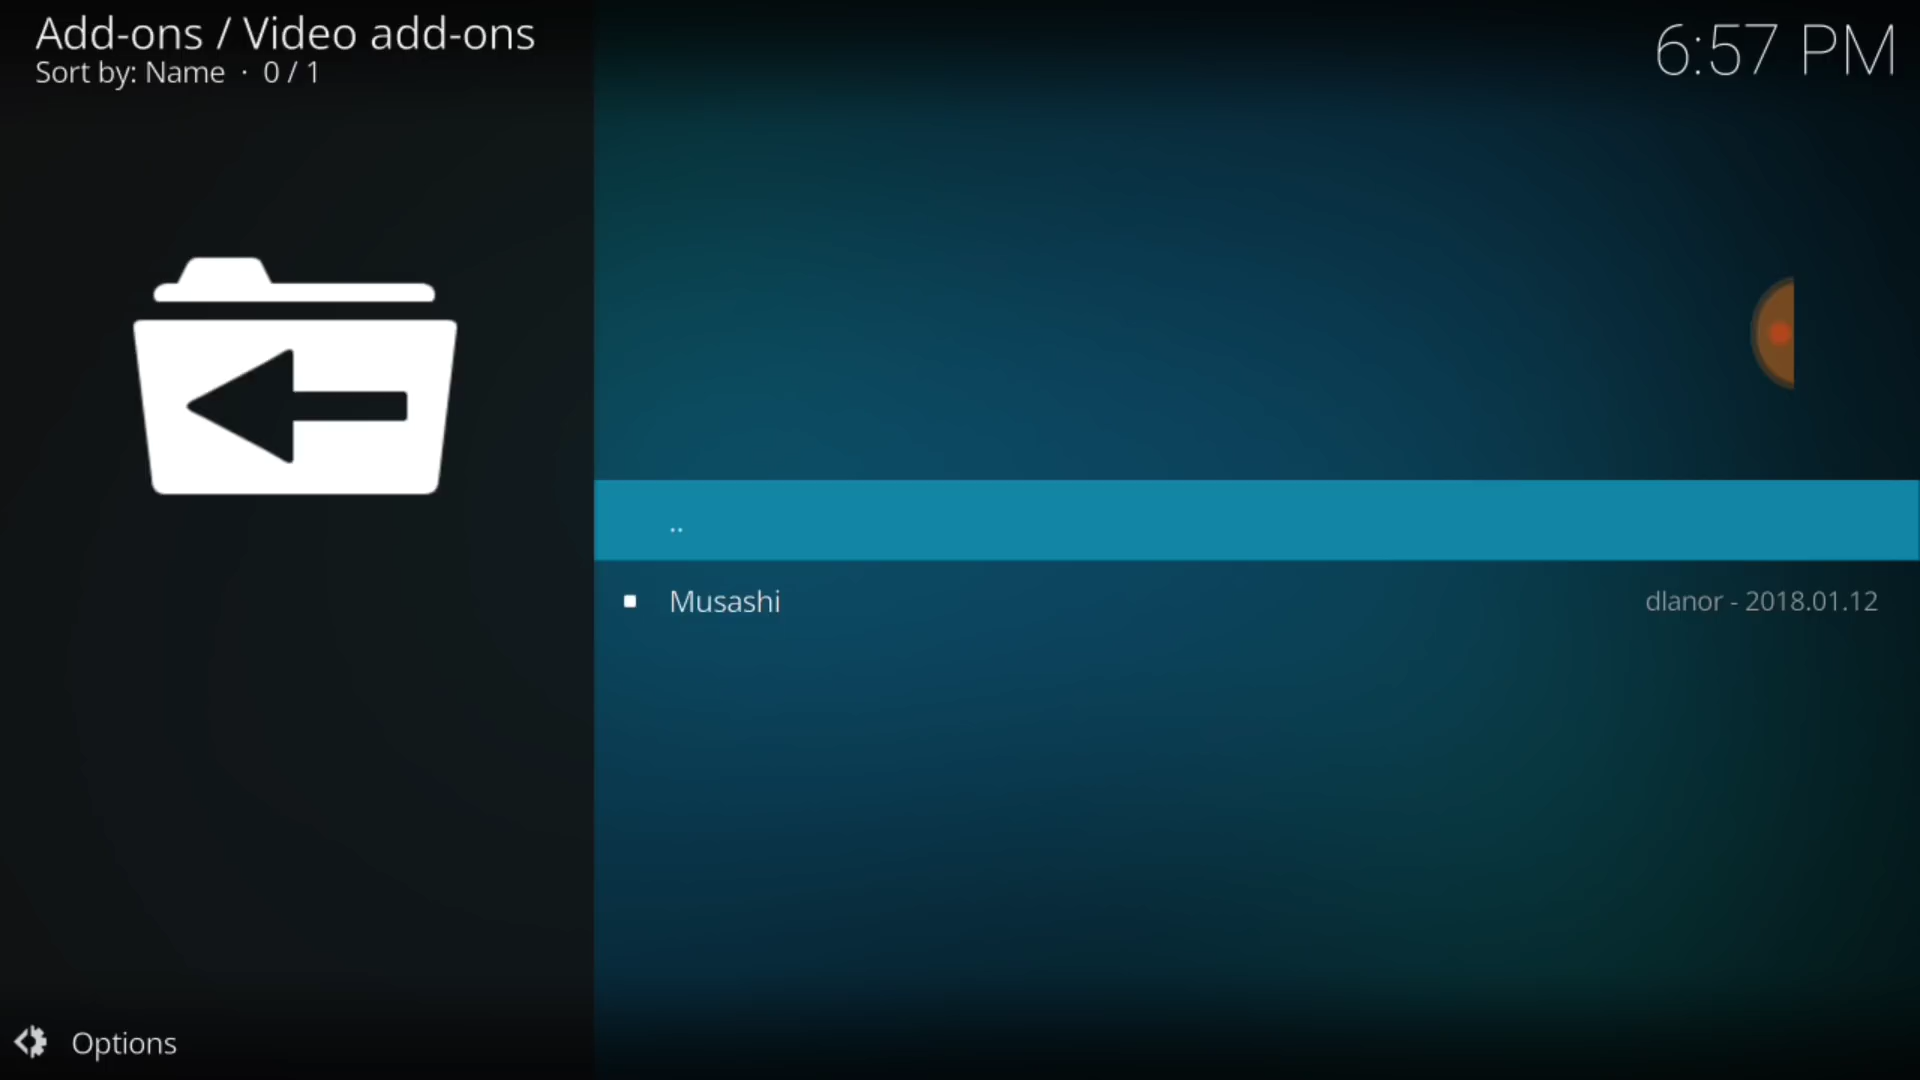 Add-ons / Video add-ons
Sort by: Name · 0 / 1
6:57 PM
..
Musashi
dlanor - 2018.01.12
Options